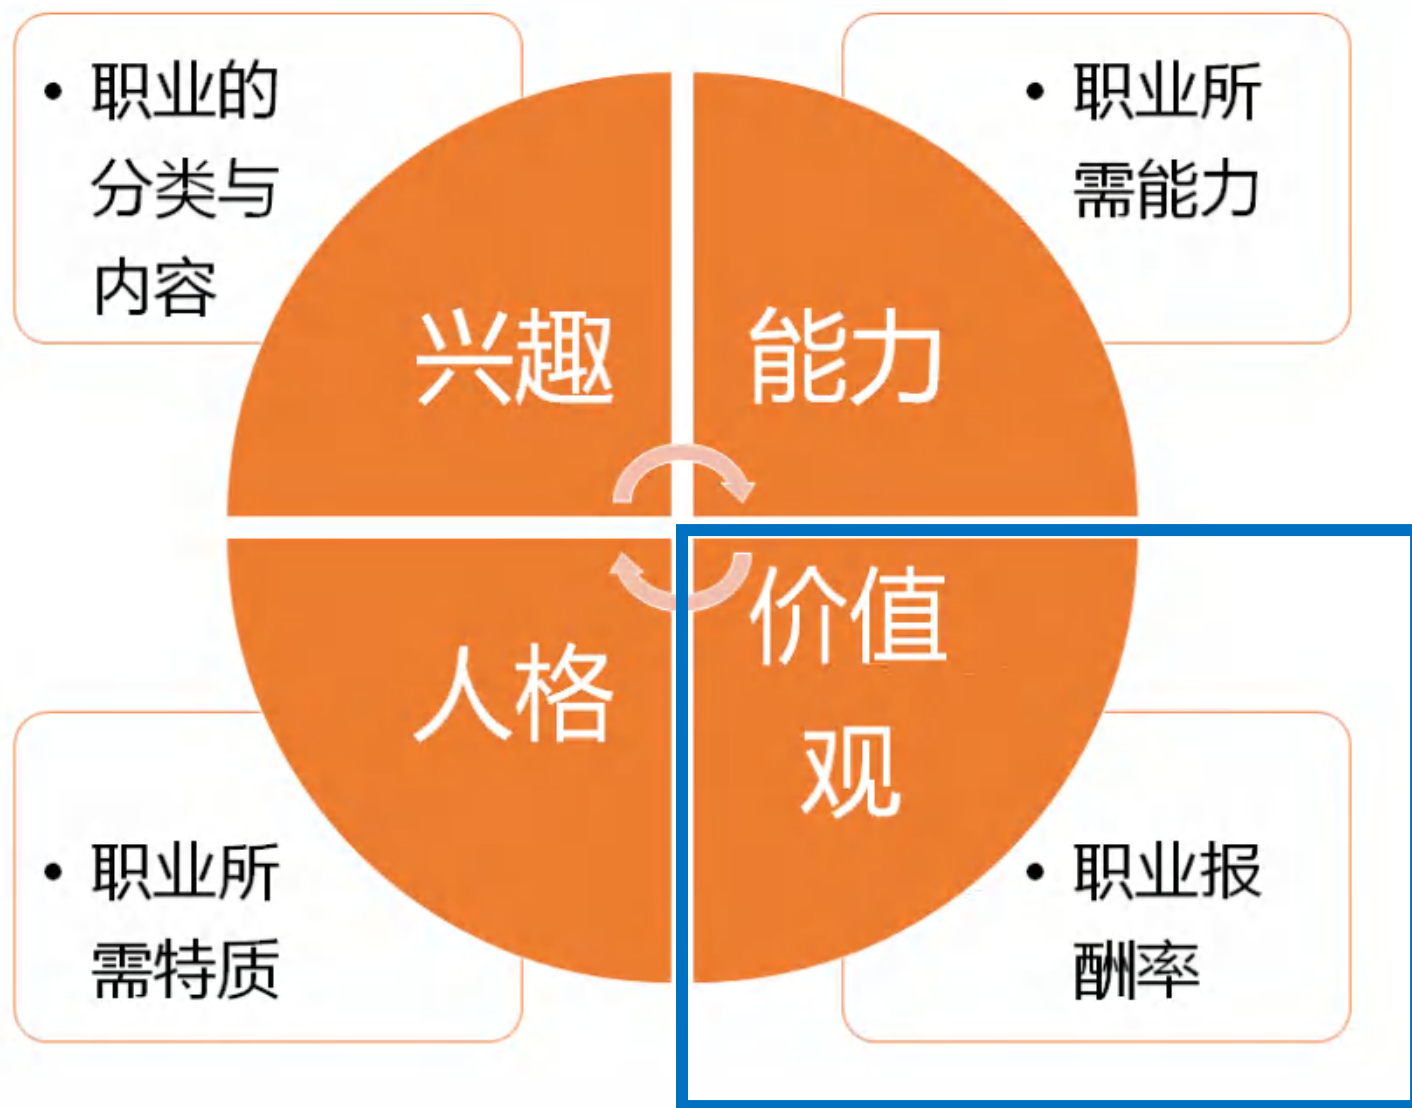 • 职业的
分类与
内容
• 职业所
需能力
兴趣
能力
人格
价值
观
• 职业所
需特质
• 职业报
酬率